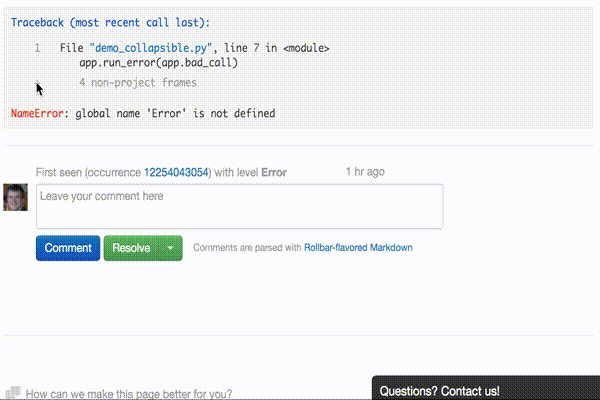 Traceback (most recent call last):
1 File "demo_collapsible.py", line 7 in <module>
app.run_error(app.bad_call)
4 non-project frames
NameError: global name 'Error' is not defined
First seen (occurrence 12254043054) with level Error 1 hr ago
Leave your comment here
Comment Resolve Comments are parsed with Rollbar-flavored Markdown
How can we make this page better for you?
Questions? Contact us!